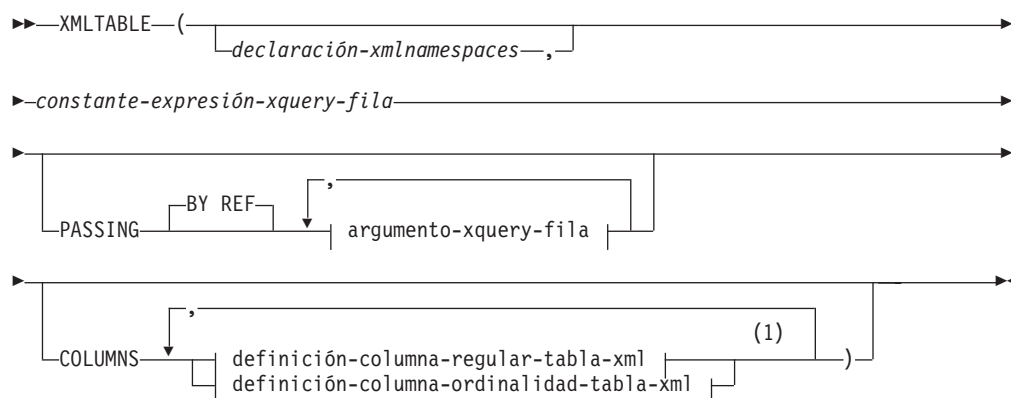 XMLTABLE (
declaración-xmlnamespaces ,
constante-expresión-xquery-fila
,
BY REF
PASSING argumento-xquery-fila
,
(1)
COLUMNS definición-columna-regular-tabla-xml )
definición-columna-ordinalidad-tabla-xml